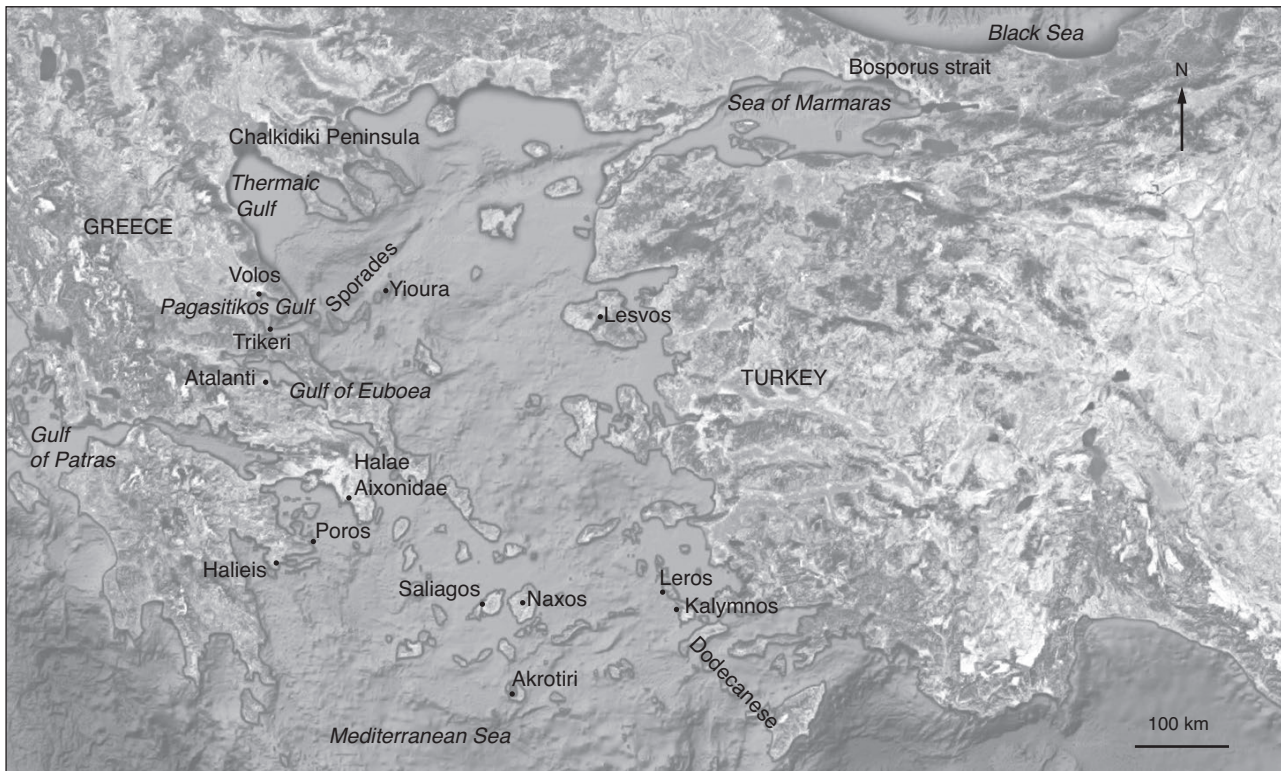 Black Sea
Bosporus strait
N
Sea of Marmaras
Chalkidiki Peninsula
Thermaic
Gulf
GREECE
Sporades
Volos
Yioura
Pagasitikos Gulf
Lesvos
Trikeri
Atalanti
Gulf of Euboea
TURKEY
Gulf
of Patras
Halae
Aixonidae
Poros
Halieis
Leros
Saliagos
Naxos
Kalymnos
Dodecanese
Akrotiri
Mediterranean Sea
100 km